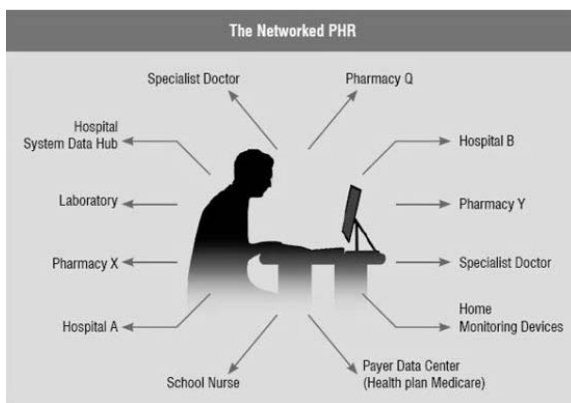 The Networked PHR
Specialist Doctor
Pharmacy Q
Hospital
System Data Hub
Hospital B
Laboratory
Pharmacy Y
Pharmacy X
Specialist Doctor
Hospital A
Home
Monitoring Devices
School Nurse
Payer Data Center
(Health plan Medicare)